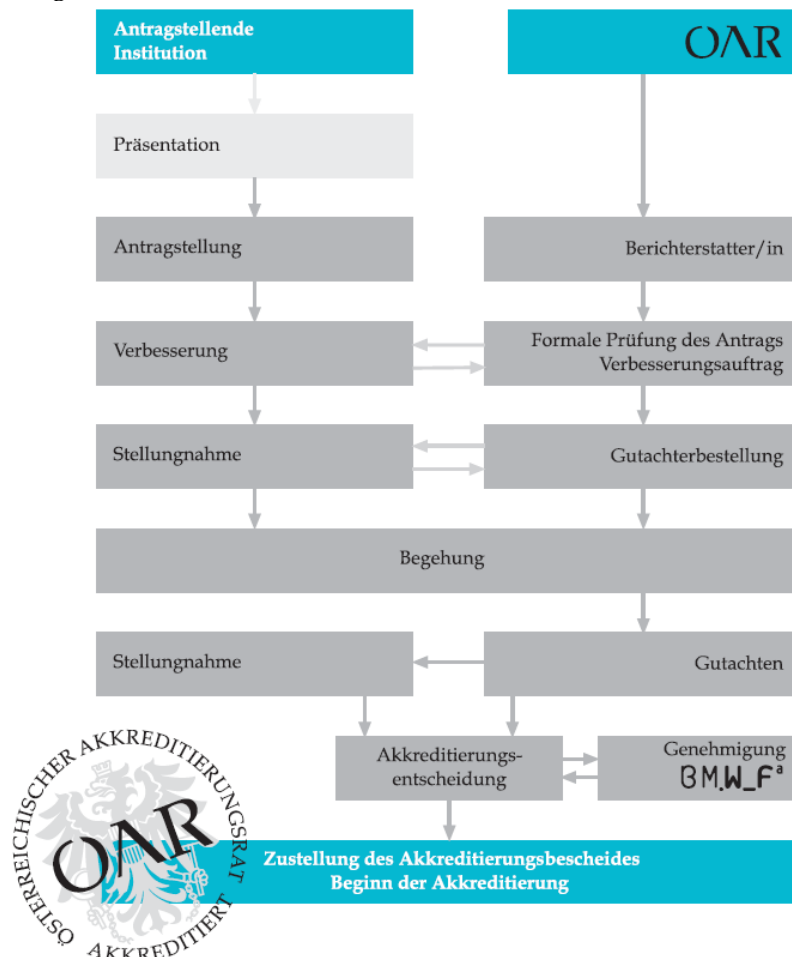 Antragstellende
Institution
OAR
Präsentation
Antragstellung
Berichterstatter/in
Verbesserung
Formale Prüfung des Antrags
Verbesserungsauftrag
Stellungnahme
Gutachterbestellung
Begehung
Stellungnahme
Gutachten
Akkreditierungs-
entscheidung
Genehmigung
BM.W_Fª
ÖSTERREICHISCHER AKKREDITIERUNGSRAT
OAR
AKKREDITIERT
Zustellung des Akkreditierungsbescheides
Beginn der Akkreditierung